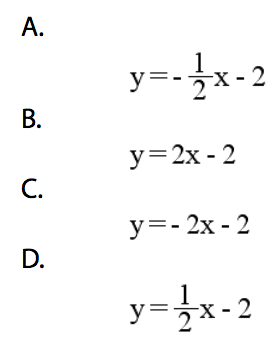 A.
y=-1/2x - 2
B.
y=2x - 2
C.
y=- 2x - 2
D.
y=1/2x - 2